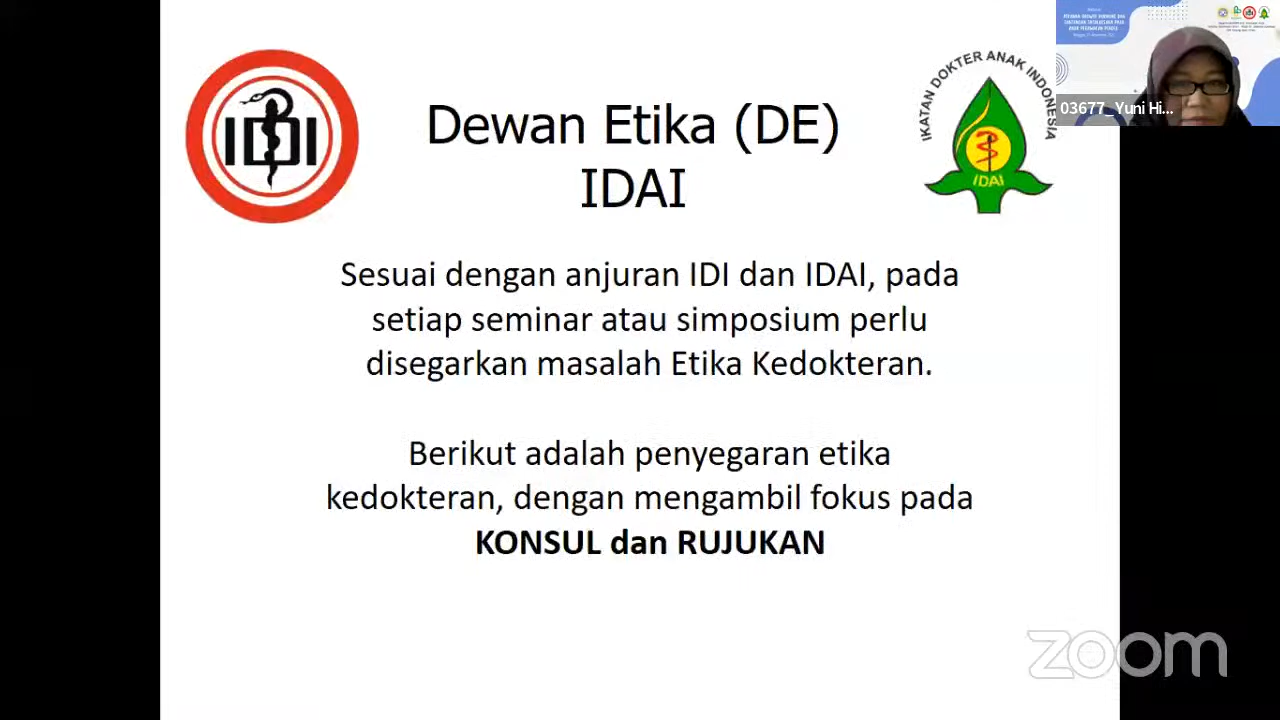 IDI
Dewan Etika (DE)
IDAI
IKATAN DOKTER ANAK INDONESIA
IDAI
03677_Yuni Hi...
Sesuai dengan anjuran IDI dan IDAI, pada
setiap seminar atau simposium perlu
disegarkan masalah Etika Kedokteran.
Berikut adalah penyegaran etika
kedokteran, dengan mengambil fokus pada
KONSUL dan RUJUKAN
zoom